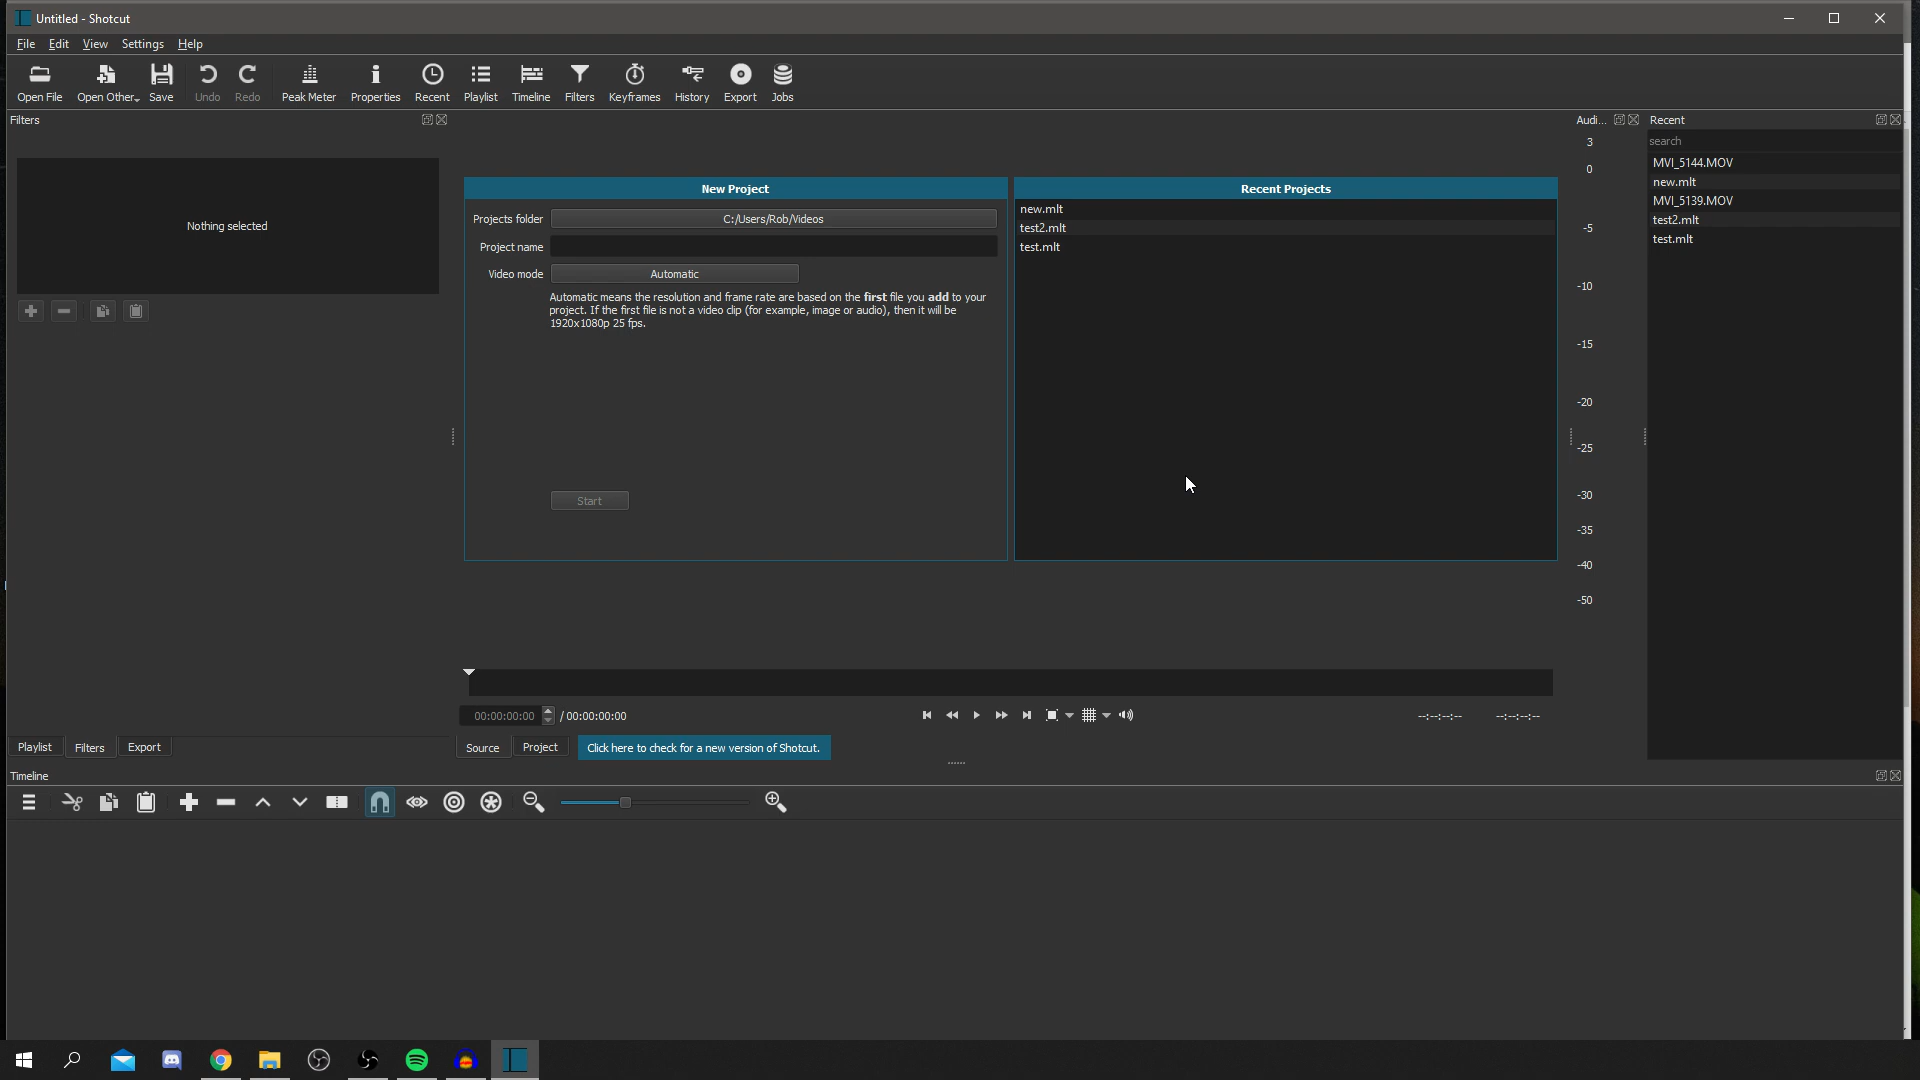 Untitled - Shotcut
File Edit View Settings Help
Open File Open Other... Save Undo Redo Peak Meter Properties Recent Playlist Timeline Filters Keyframes History Export Jobs
Filters
Nothing selected
New Project
Projects folder C:/Users/Rob/Videos
Project name
Video mode Automatic
Automatic means the resolution and frame rate are based on the first file you add to your
project. If the first file is not a video clip (for example, image or audio), then it will be
1920x1080p 25 fps.
Start
Recent Projects
new.mlt
test2.mlt
test.mlt
Audi...
3
0
-5
-10
-15
-20
-25
-30
-35
-40
-50
Recent
search
MVI_5144.MOV
new.mlt
MVI_5139.MOV
test2.mlt
test.mlt
00:00:00:00 / 00:00:00:00
--:--:--:-- --:--:--:--
Playlist Filters Export
Source Project Click here to check for a new version of Shotcut.
Timeline